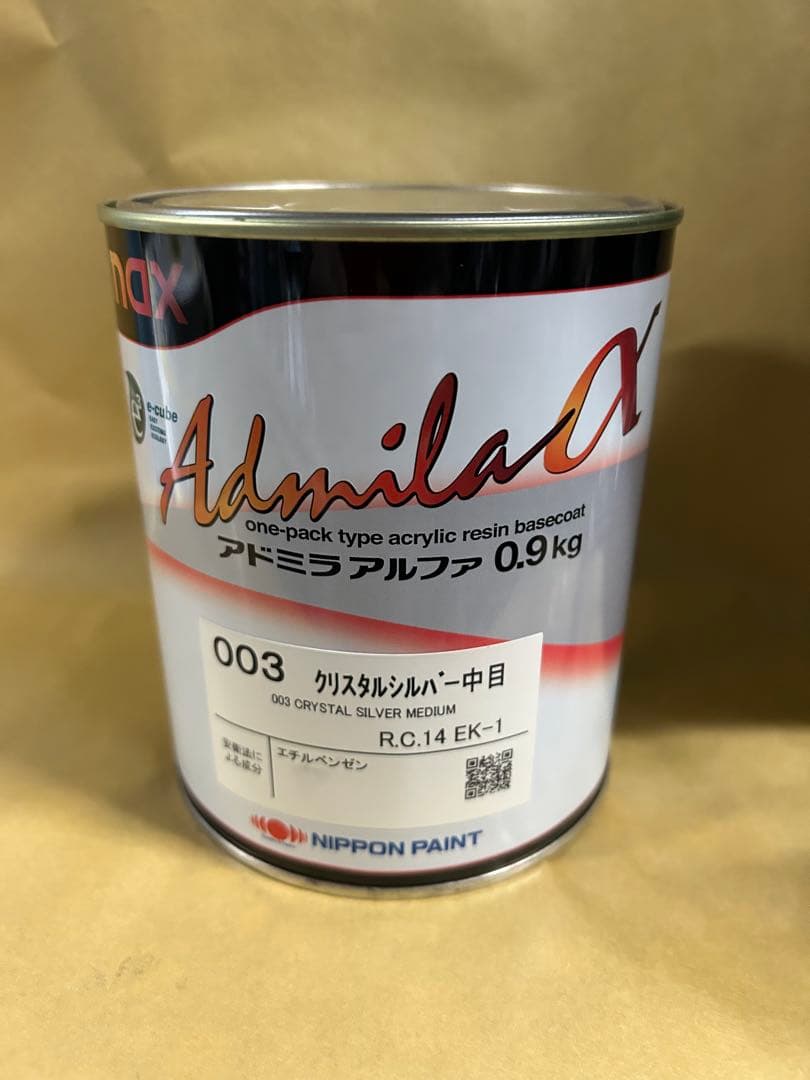 nax
e-cube
Admila α
one-pack type acrylic resin basecoat
アドミラ アルファ 0.9kg
003 クリスタルシルバー中目
003 CRYSTAL SILVER MEDIUM
R.C.14 EK-1
安衛法に
よる成分
エチルベンゼン
NIPPON PAINT